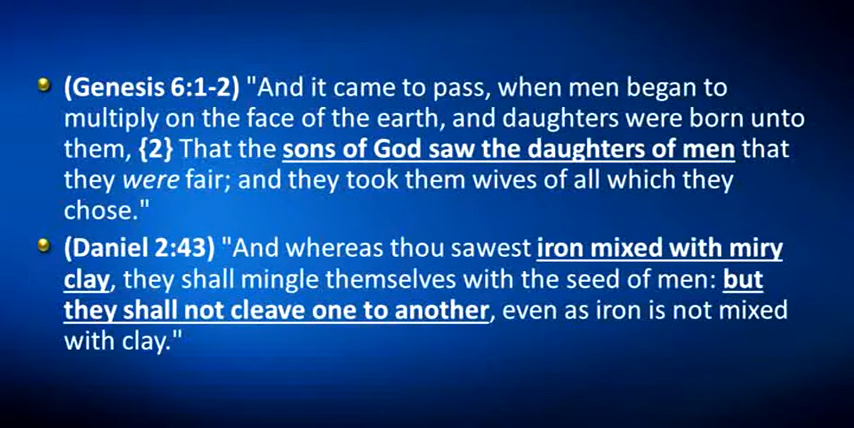 (Genesis 6:1-2) "And it came to pass, when men began to
multiply on the face of the earth, and daughters were born unto
them, {2} That the sons of God saw the daughters of men that
they were fair; and they took them wives of all which they
chose."
(Daniel 2:43) "And whereas thou sawest iron mixed with miry
clay, they shall mingle themselves with the seed of men: but
they shall not cleave one to another, even as iron is not mixed
with clay."